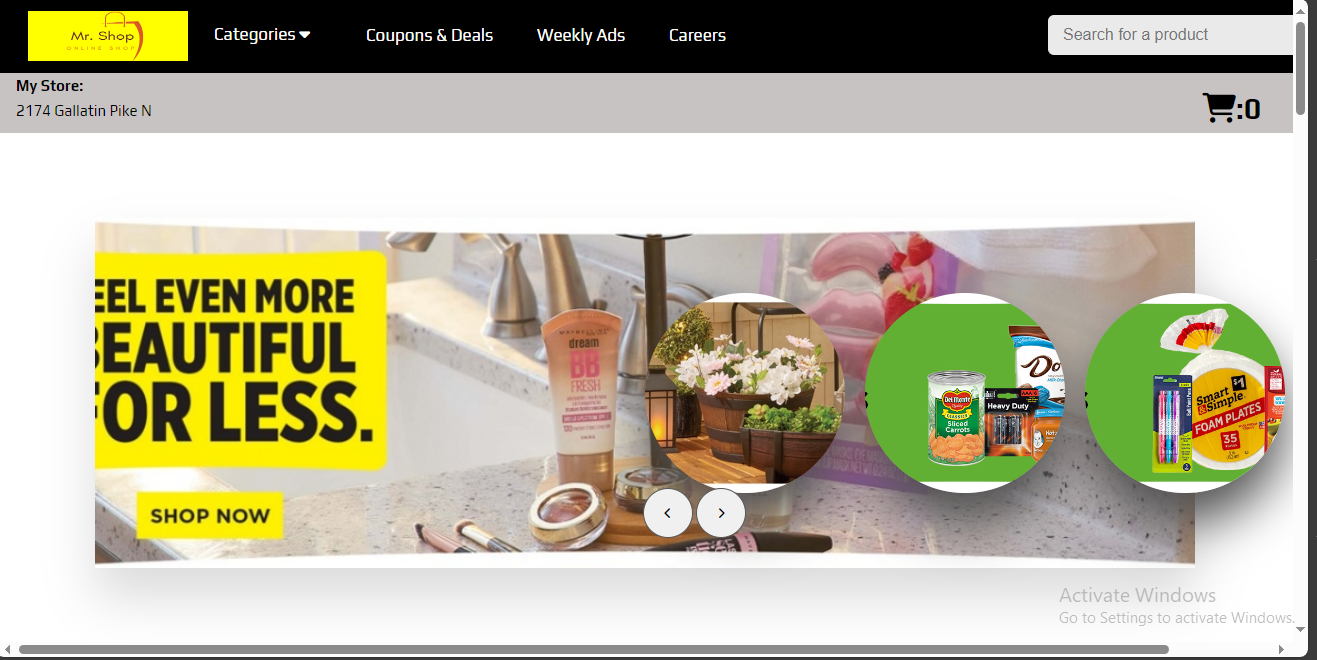 Mr. Shop
ONLINE SHOP
Categories
Coupons & Deals
Weekly Ads
Careers
Search for a product
My Store:
2174 Gallatin Pike N
:0
EEL EVEN MORE
BEAUTIFUL
FOR LESS.
SHOP NOW
MAYBELLINE
dream
BB
FRESH
Del Monte
Sliced
Carrots
Heavy Duty
Do
$1
Smart
&Simple
FOAM PLATES
35
Activate Windows
Go to Settings to activate Windows.